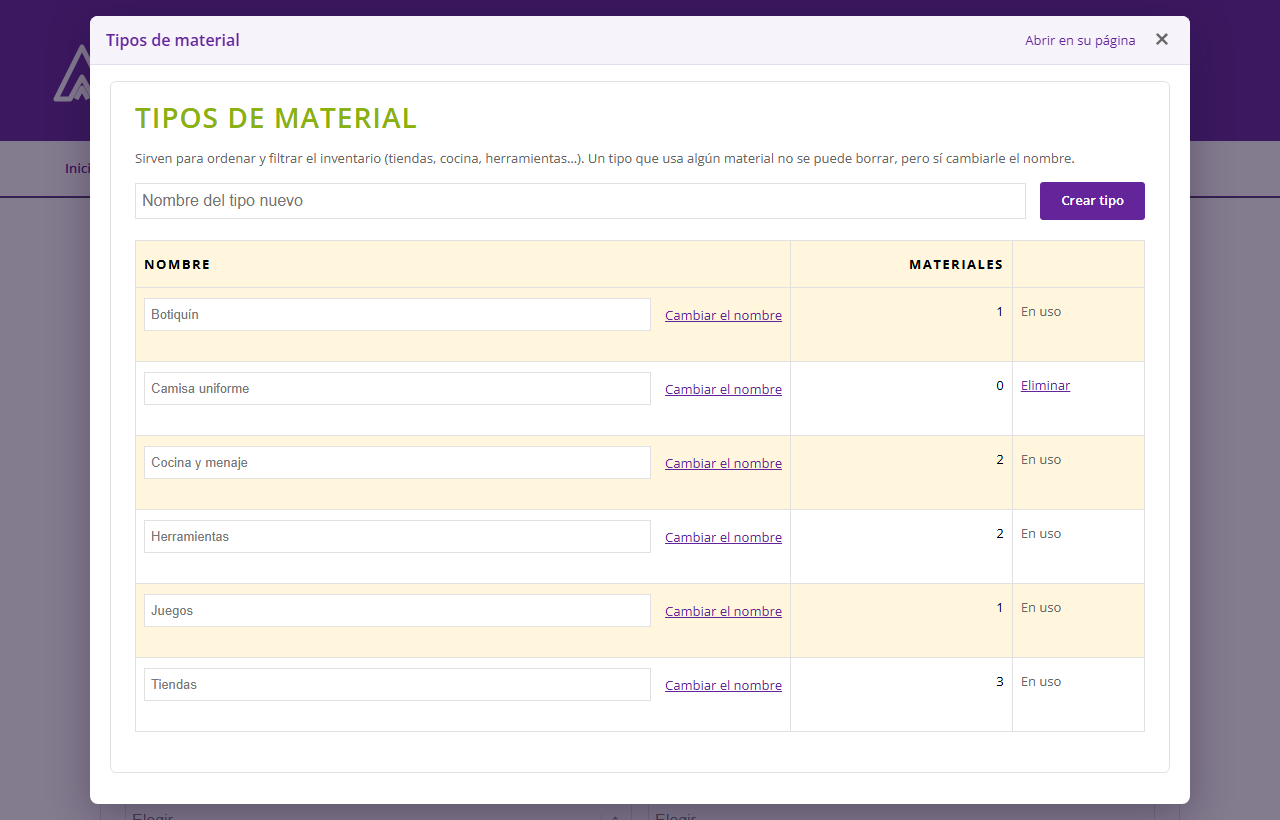 Tipos de material
Abrir en su página ✕
Inici
TIPOS DE MATERIAL
Sirven para ordenar y filtrar el inventario (tiendas, cocina, herramientas...). Un tipo que usa algún material no se puede borrar, pero sí cambiarle el nombre.
Nombre del tipo nuevo
Crear tipo
NOMBRE MATERIALES
Botiquín Cambiar el nombre 1 En uso
Camisa uniforme Cambiar el nombre 0 Eliminar
Cocina y menaje Cambiar el nombre 2 En uso
Herramientas Cambiar el nombre 2 En uso
Juegos Cambiar el nombre 1 En uso
Tiendas Cambiar el nombre 3 En uso
Elegir Elegir